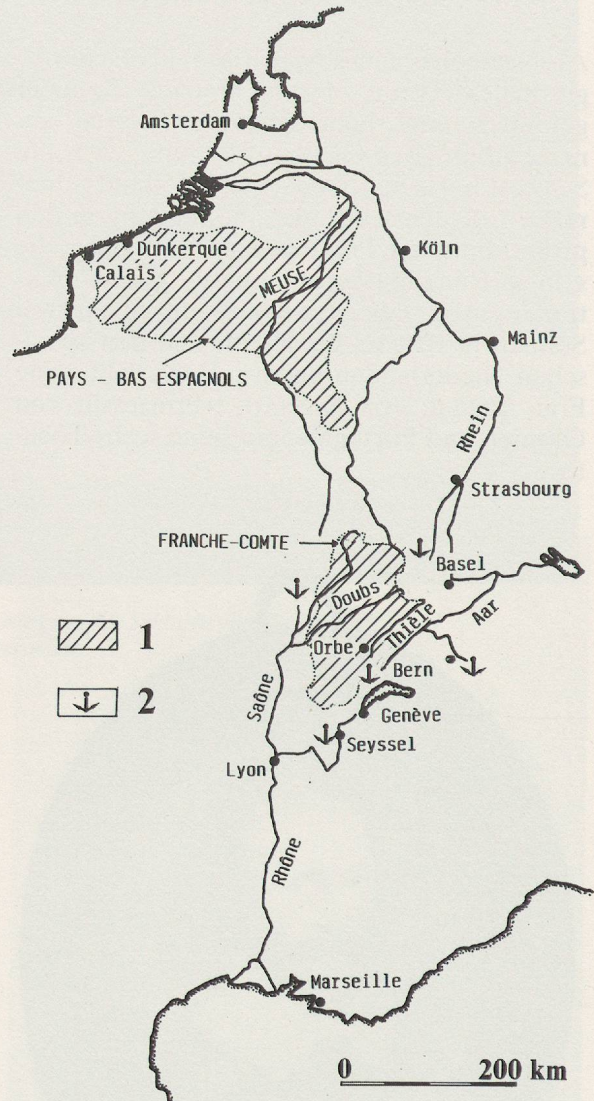 Amsterdam
Dunkerque
Calais
Köln
MEUSE
Mainz
PAYS - BAS ESPAGNOLS
Rhein
Strasbourg
FRANCHE-COMTE
Basel
Doubs
Thièle
Aar
1
Orbe
Bern
2
Saône
Genève
Seyssel
Lyon
Rhône
Marseille
0 200 km